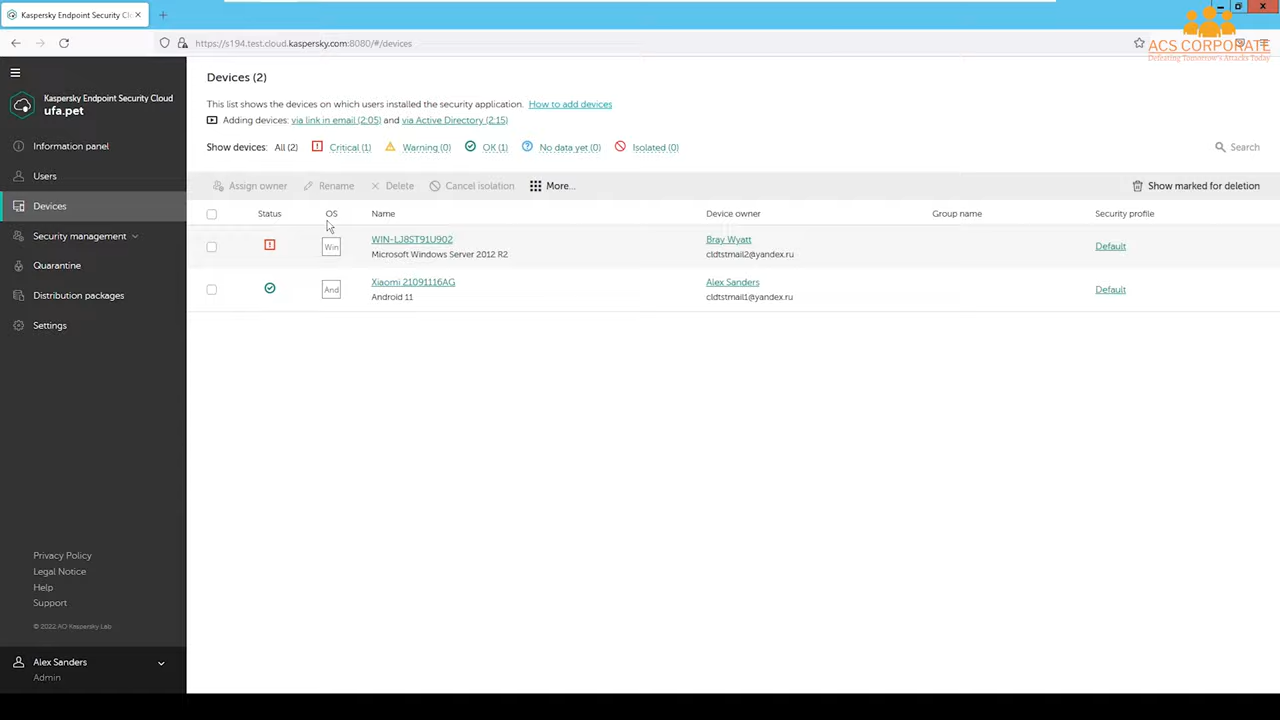 Kaspersky Endpoint Security Cl
https://s194.test.cloud.kaspersky.com:8080/#/devices
ACS CORPORATE
Defeating Tomorrow's Attacks Today
Kaspersky Endpoint Security Cloud
ufa.pet
Information panel
Users
Devices
Security management
Quarantine
Distribution packages
Settings
Privacy Policy
Legal Notice
Help
Support
© 2022 AO Kaspersky Lab
Alex Sanders
Admin
Devices (2)
This list shows the devices on which users installed the security application. How to add devices
Adding devices: via link in email (2:05) and via Active Directory (2:15)
Show devices: All (2) Critical (1) Warning (0) OK (1) No data yet (0) Isolated (0) Search
Assign owner Rename Delete Cancel isolation More... Show marked for deletion
Status OS Name Device owner Group name Security profile
Win WIN-LJ8ST91U902 Bray Wyatt Default
Microsoft Windows Server 2012 R2 cldtstmail2@yandex.ru
And Xiaomi 21091116AG Alex Sanders Default
Android 11 cldtstmail1@yandex.ru